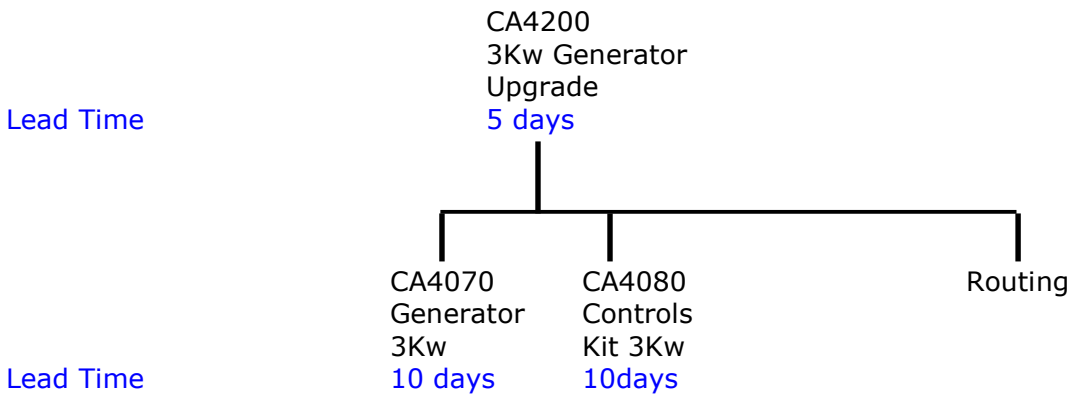 CA4200
3Kw Generator
Upgrade
Lead Time 5 days
CA4070 CA4080 Routing
Generator Controls
3Kw Kit 3Kw
Lead Time 10 days 10days